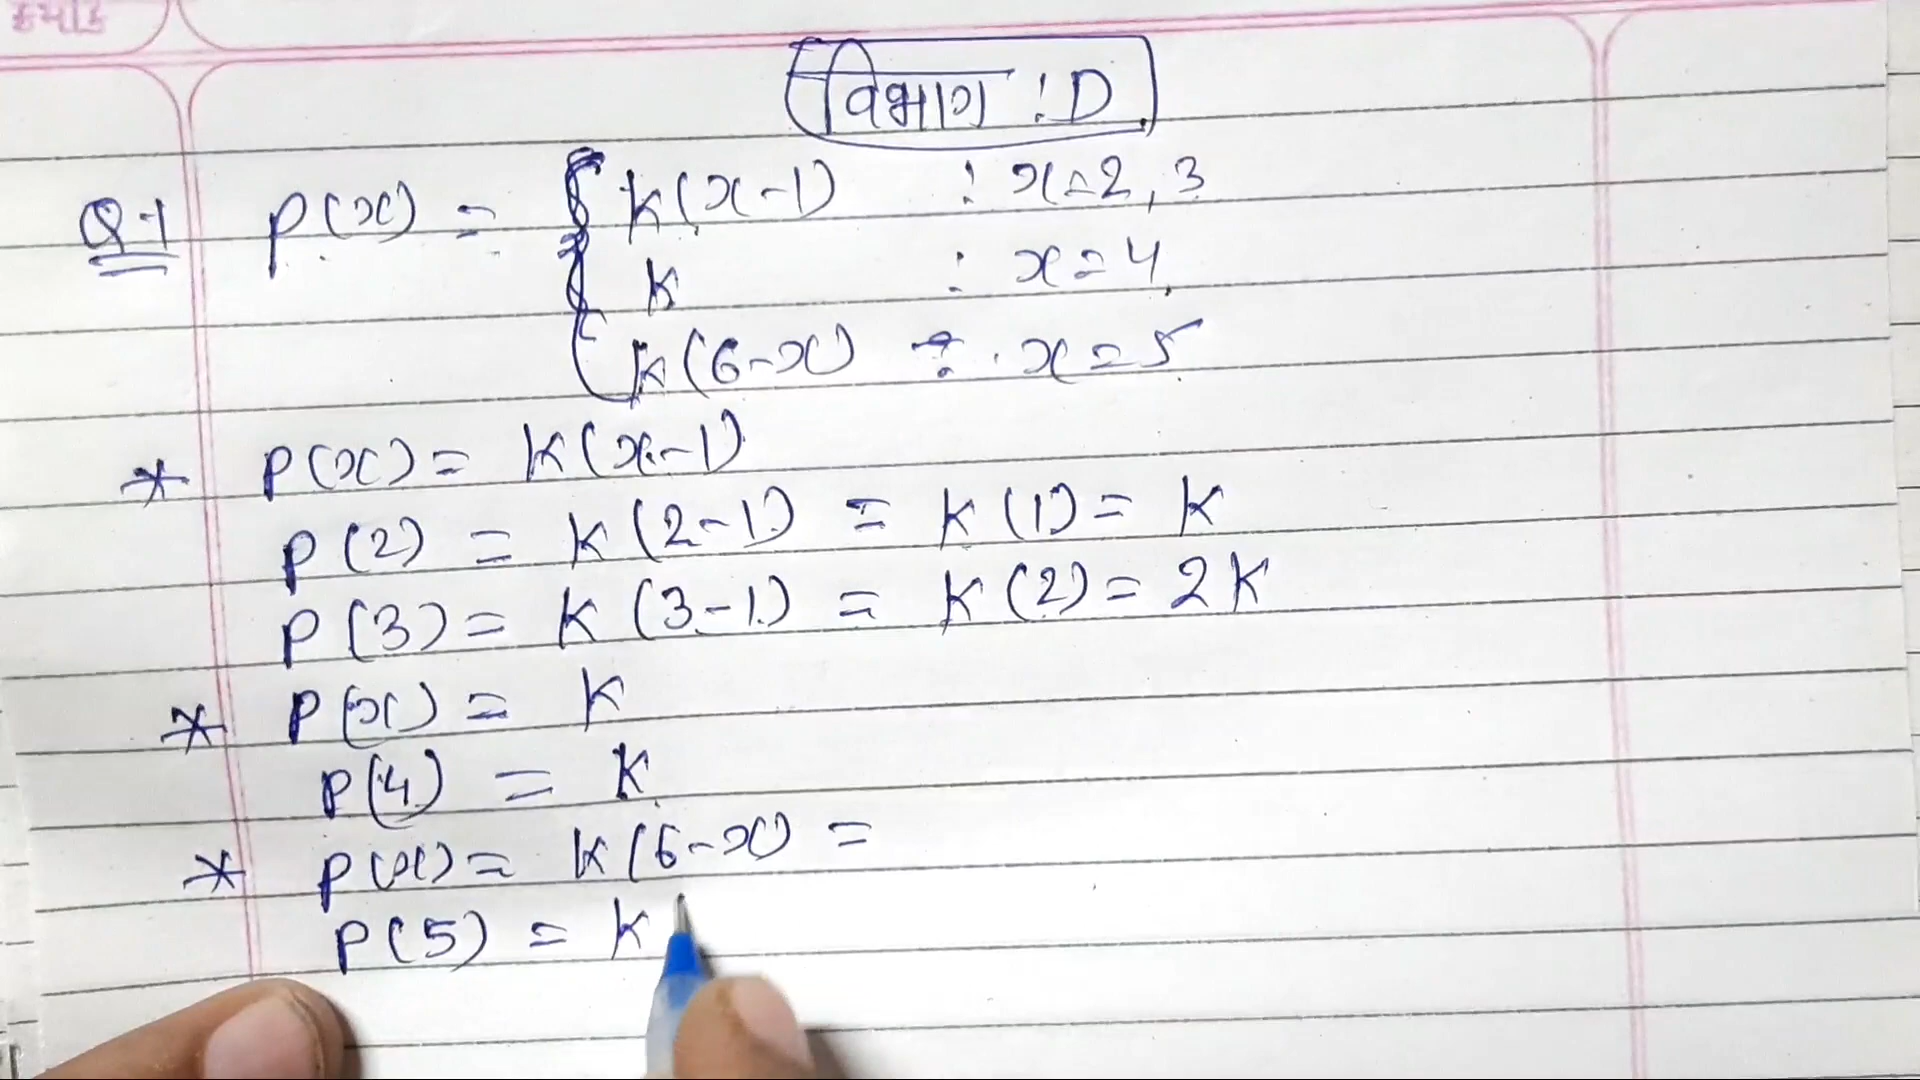 ક્રમાંક
विभाग : D
Q-1 P(x) = { k(x-1) : x=2,3
k : x=4
k(6-x) : x=5
* P(x) = k(x-1)
P(2) = k(2-1) = k(1) = k
P(3) = k(3-1) = k(2) = 2k
* P(x) = k
P(4) = k
* P(x) = k(6-x) =
P(5) = k